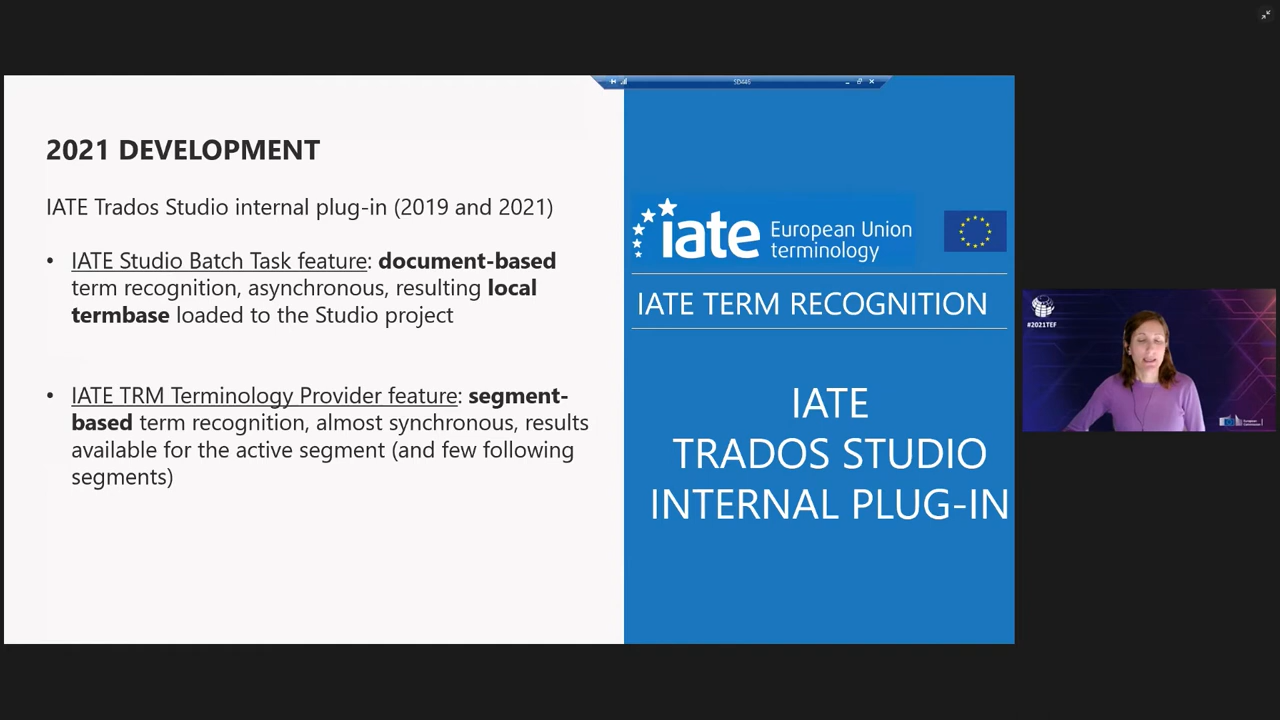 SD445
2021 DEVELOPMENT
IATE Trados Studio internal plug-in (2019 and 2021)
• IATE Studio Batch Task feature: document-based
term recognition, asynchronous, resulting local
termbase loaded to the Studio project
• IATE TRM Terminology Provider feature: segment-
based term recognition, almost synchronous, results
available for the active segment (and few following
segments)
iate European Union
terminology
IATE TERM RECOGNITION
IATE
TRADOS STUDIO
INTERNAL PLUG-IN
#2021TEF
European
Commission